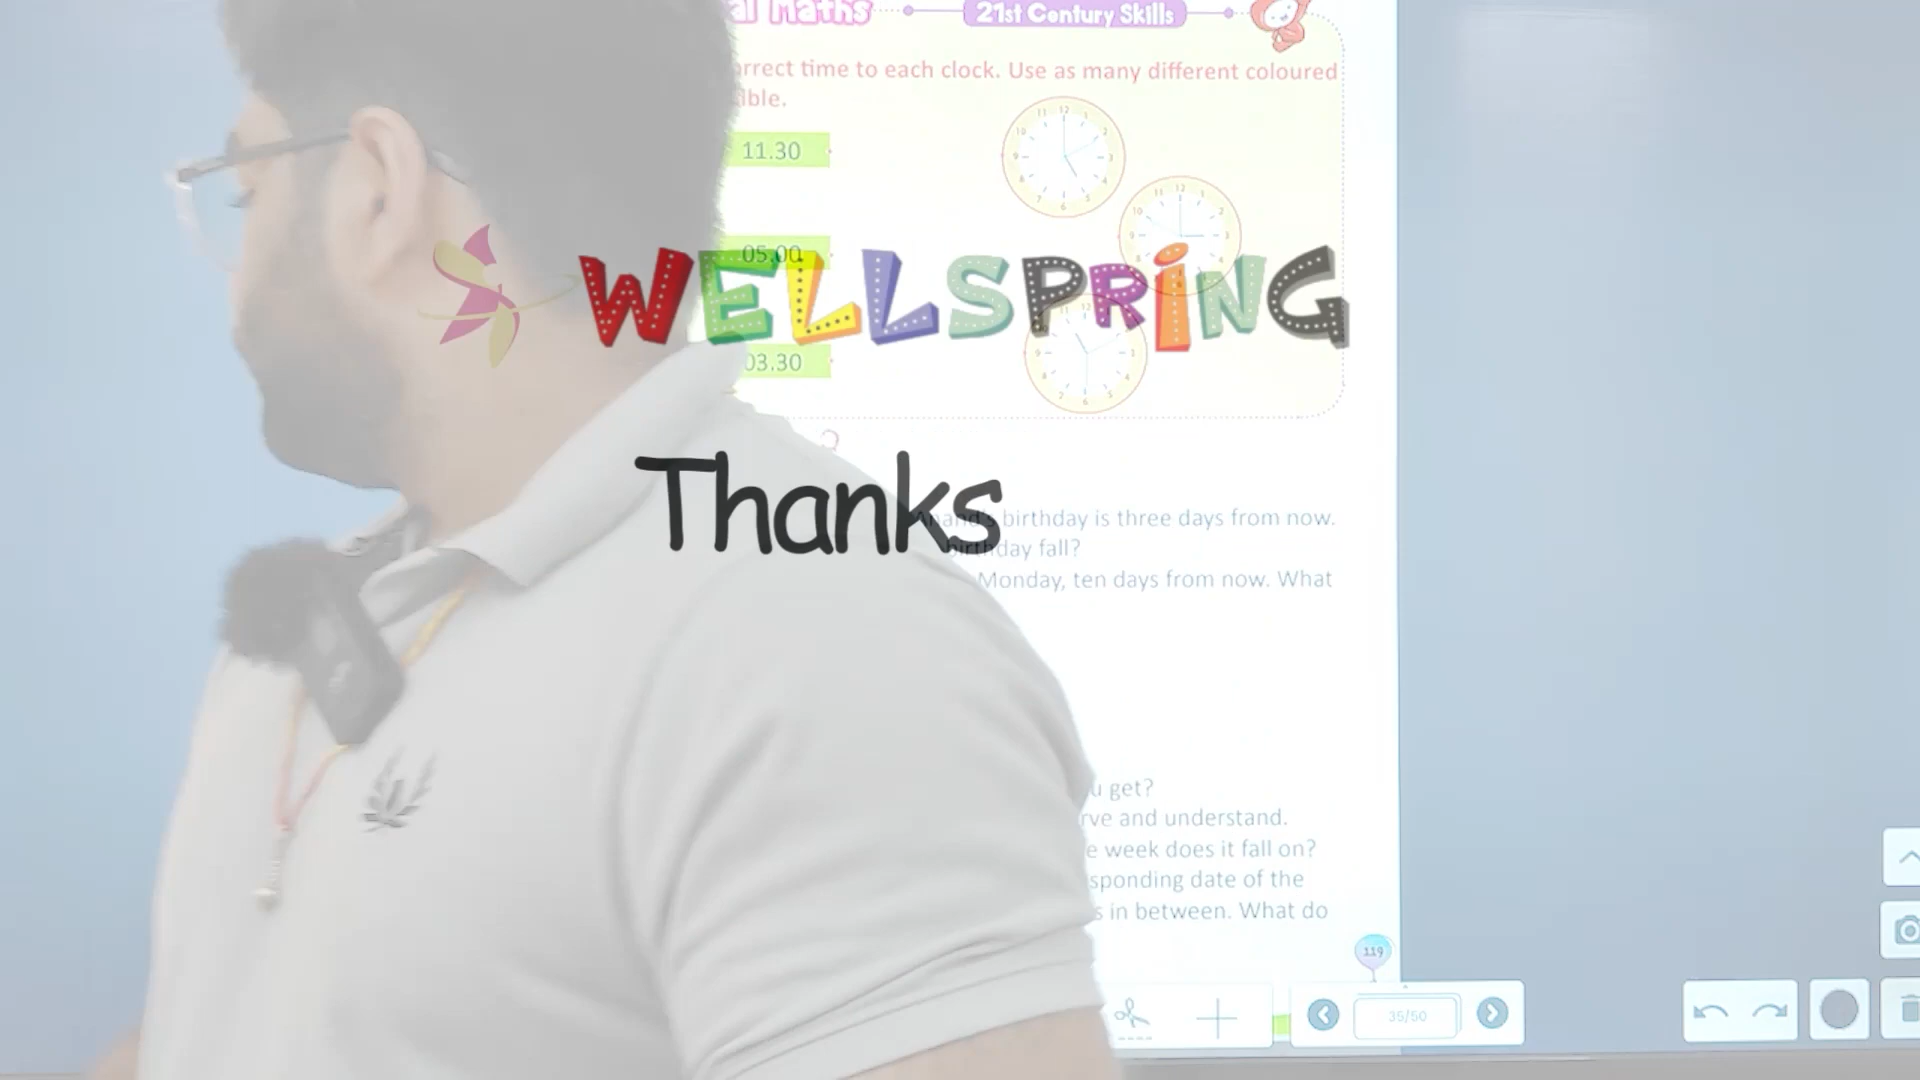 al Maths
21st Century Skills
rrect time to each clock. Use as many different coloured
ible.
11.30
05.00
03.30
WELLSPRING
Thanks
Anand's birthday is three days from now.
birthday fall?
Monday, ten days from now. What
u get?
rve and understand.
e week does it fall on?
sponding date of the
s in between. What do
119
35/50